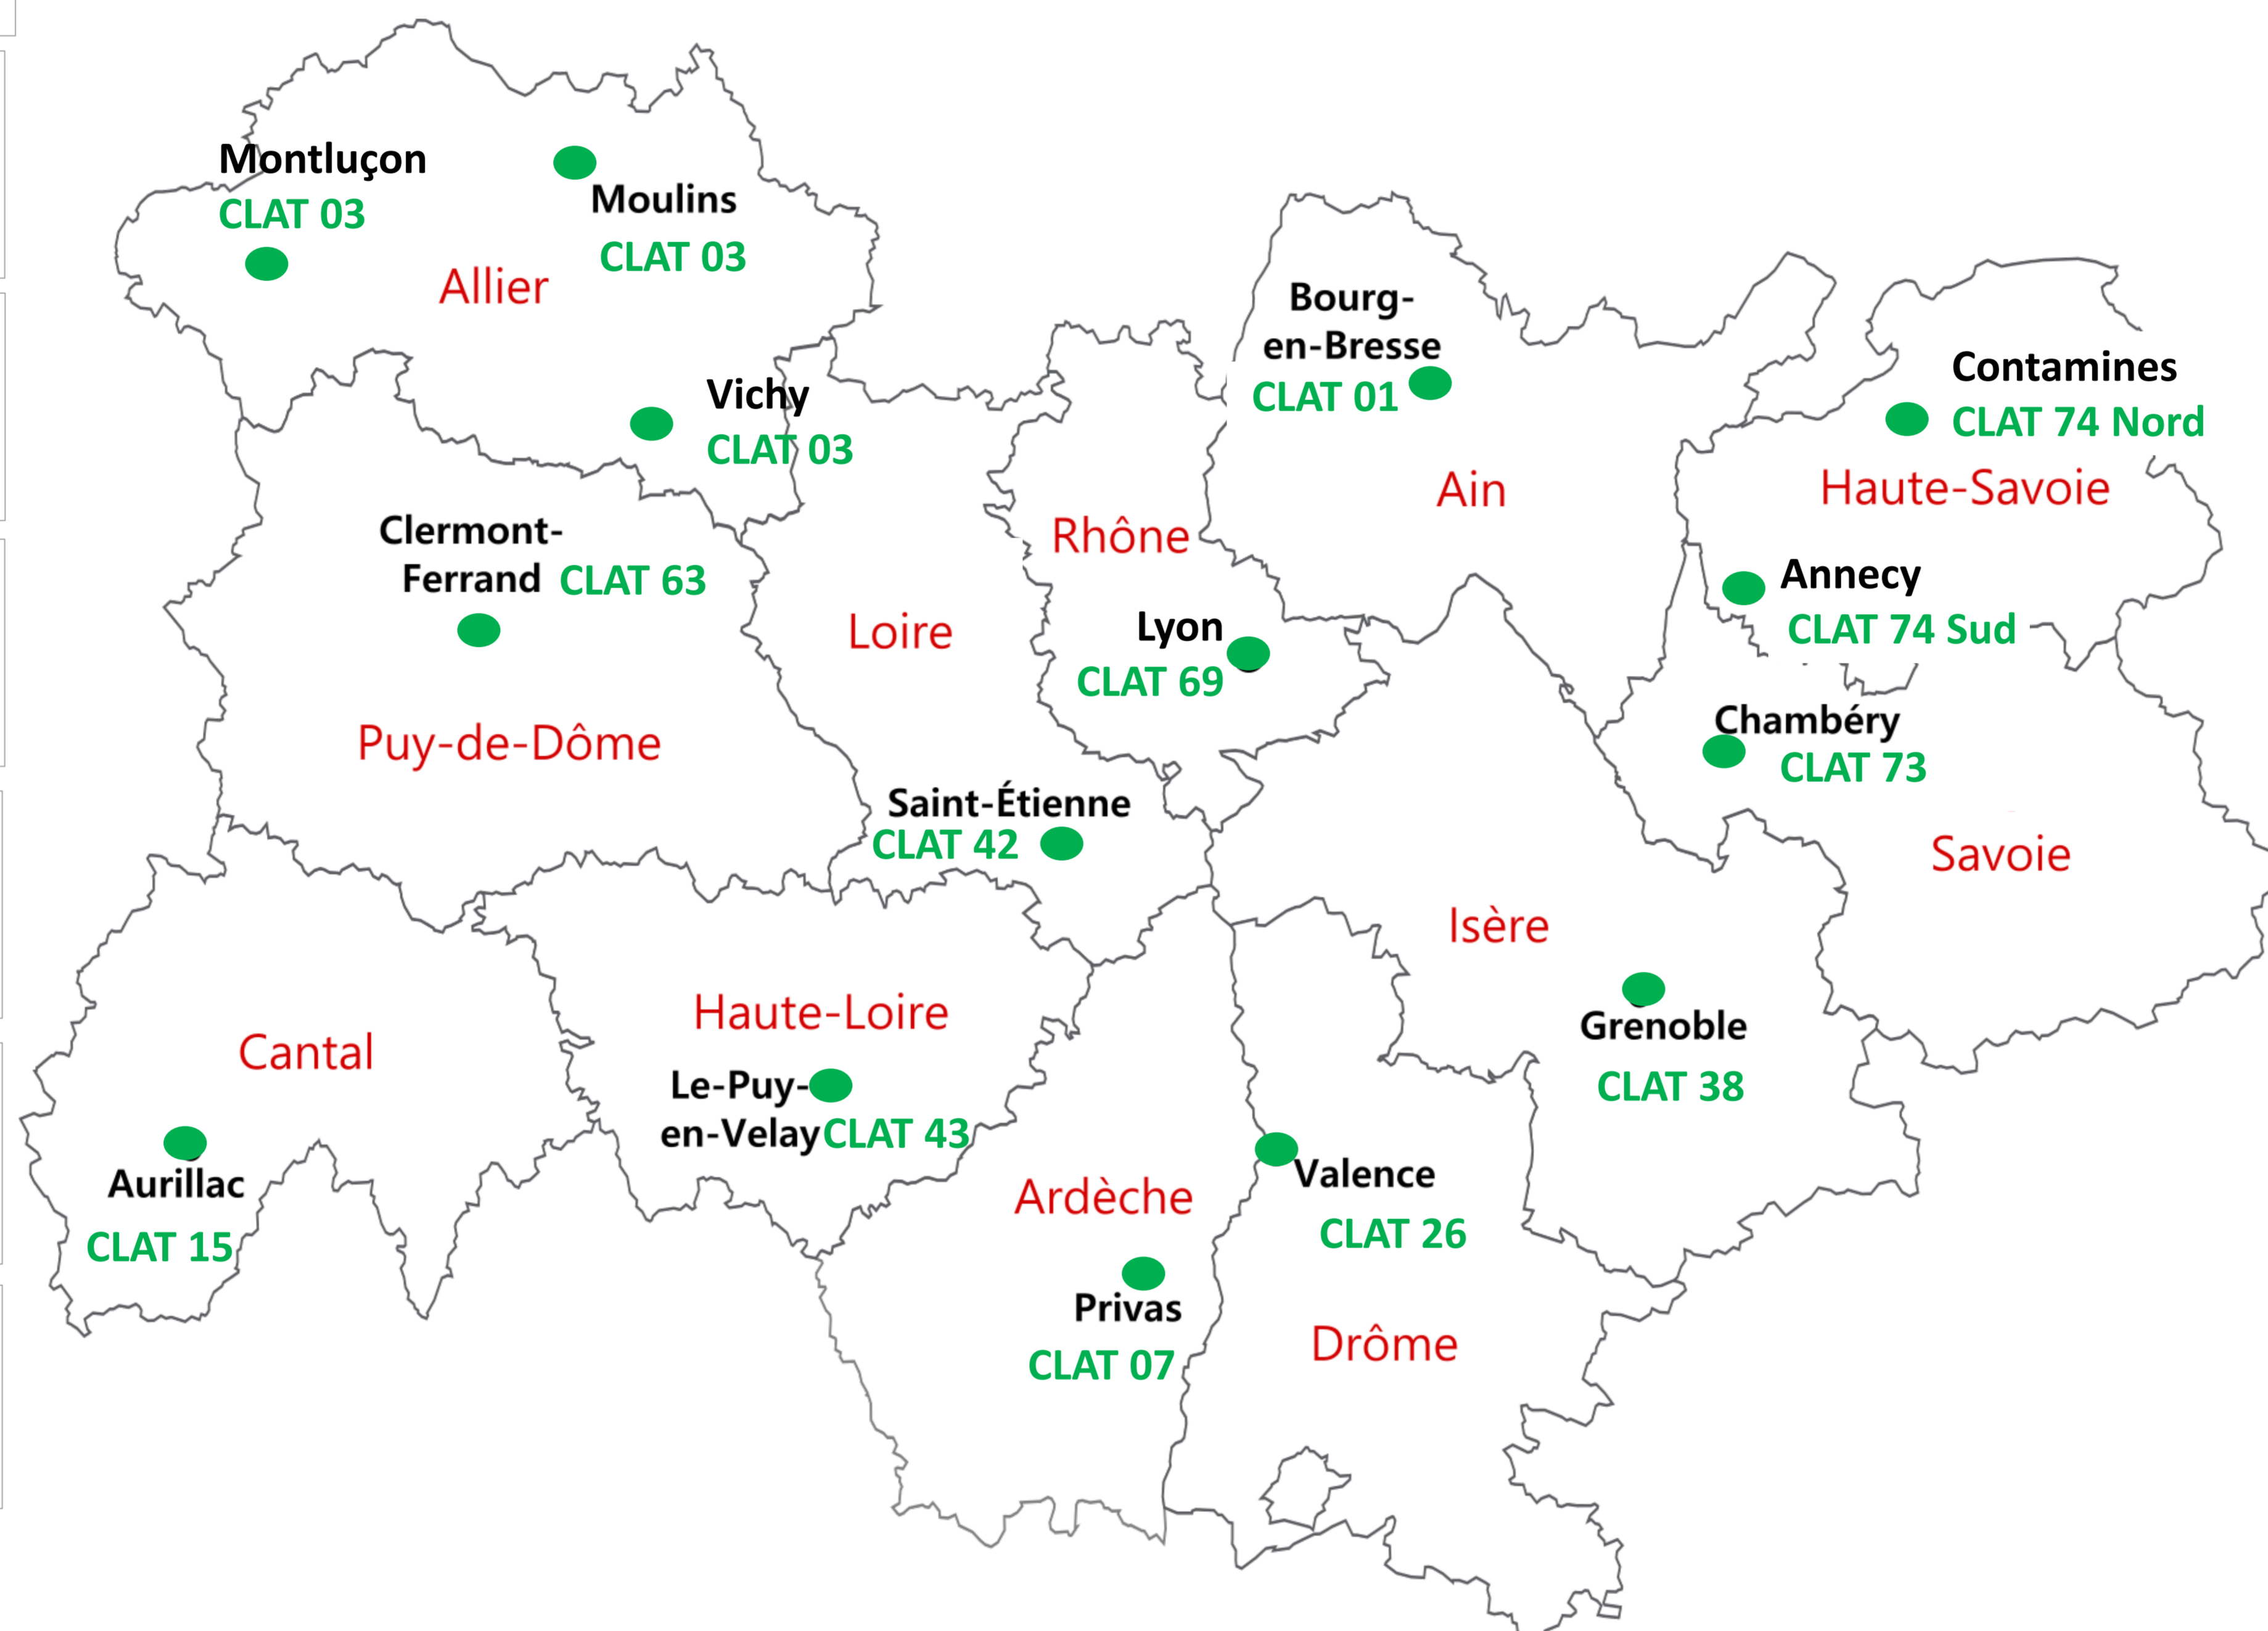 Montluçon
CLAT 03
Moulins
CLAT 03
Allier
Vichy
CLAT 03
Bourg-
en-Bresse
CLAT 01
Ain
Contamines
CLAT 74 Nord
Haute-Savoie
Annecy
CLAT 74 Sud
Clermont-
Ferrand CLAT 63
Puy-de-Dôme
Loire
Rhône
Lyon
CLAT 69
Chambéry
CLAT 73
Savoie
Saint-Étienne
CLAT 42
Isère
Grenoble
CLAT 38
Cantal
Aurillac
CLAT 15
Haute-Loire
Le-Puy-
en-Velay CLAT 43
Ardèche
Privas
CLAT 07
Valence
CLAT 26
Drôme